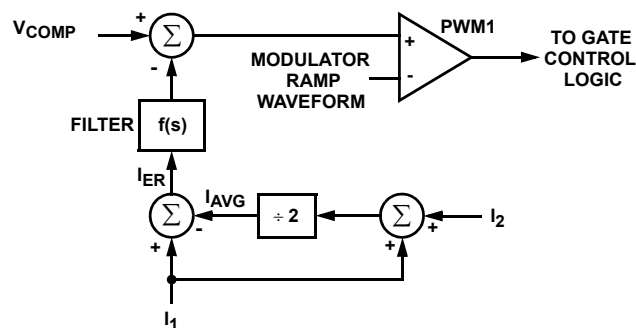 VCOMP
+
Σ
-
+
-
PWM1
MODULATOR
RAMP
WAVEFORM
TO GATE
CONTROL
LOGIC
FILTER
f(s)
IER
IAVG
Σ
-
+
÷ 2
Σ
+
+
I2
I1